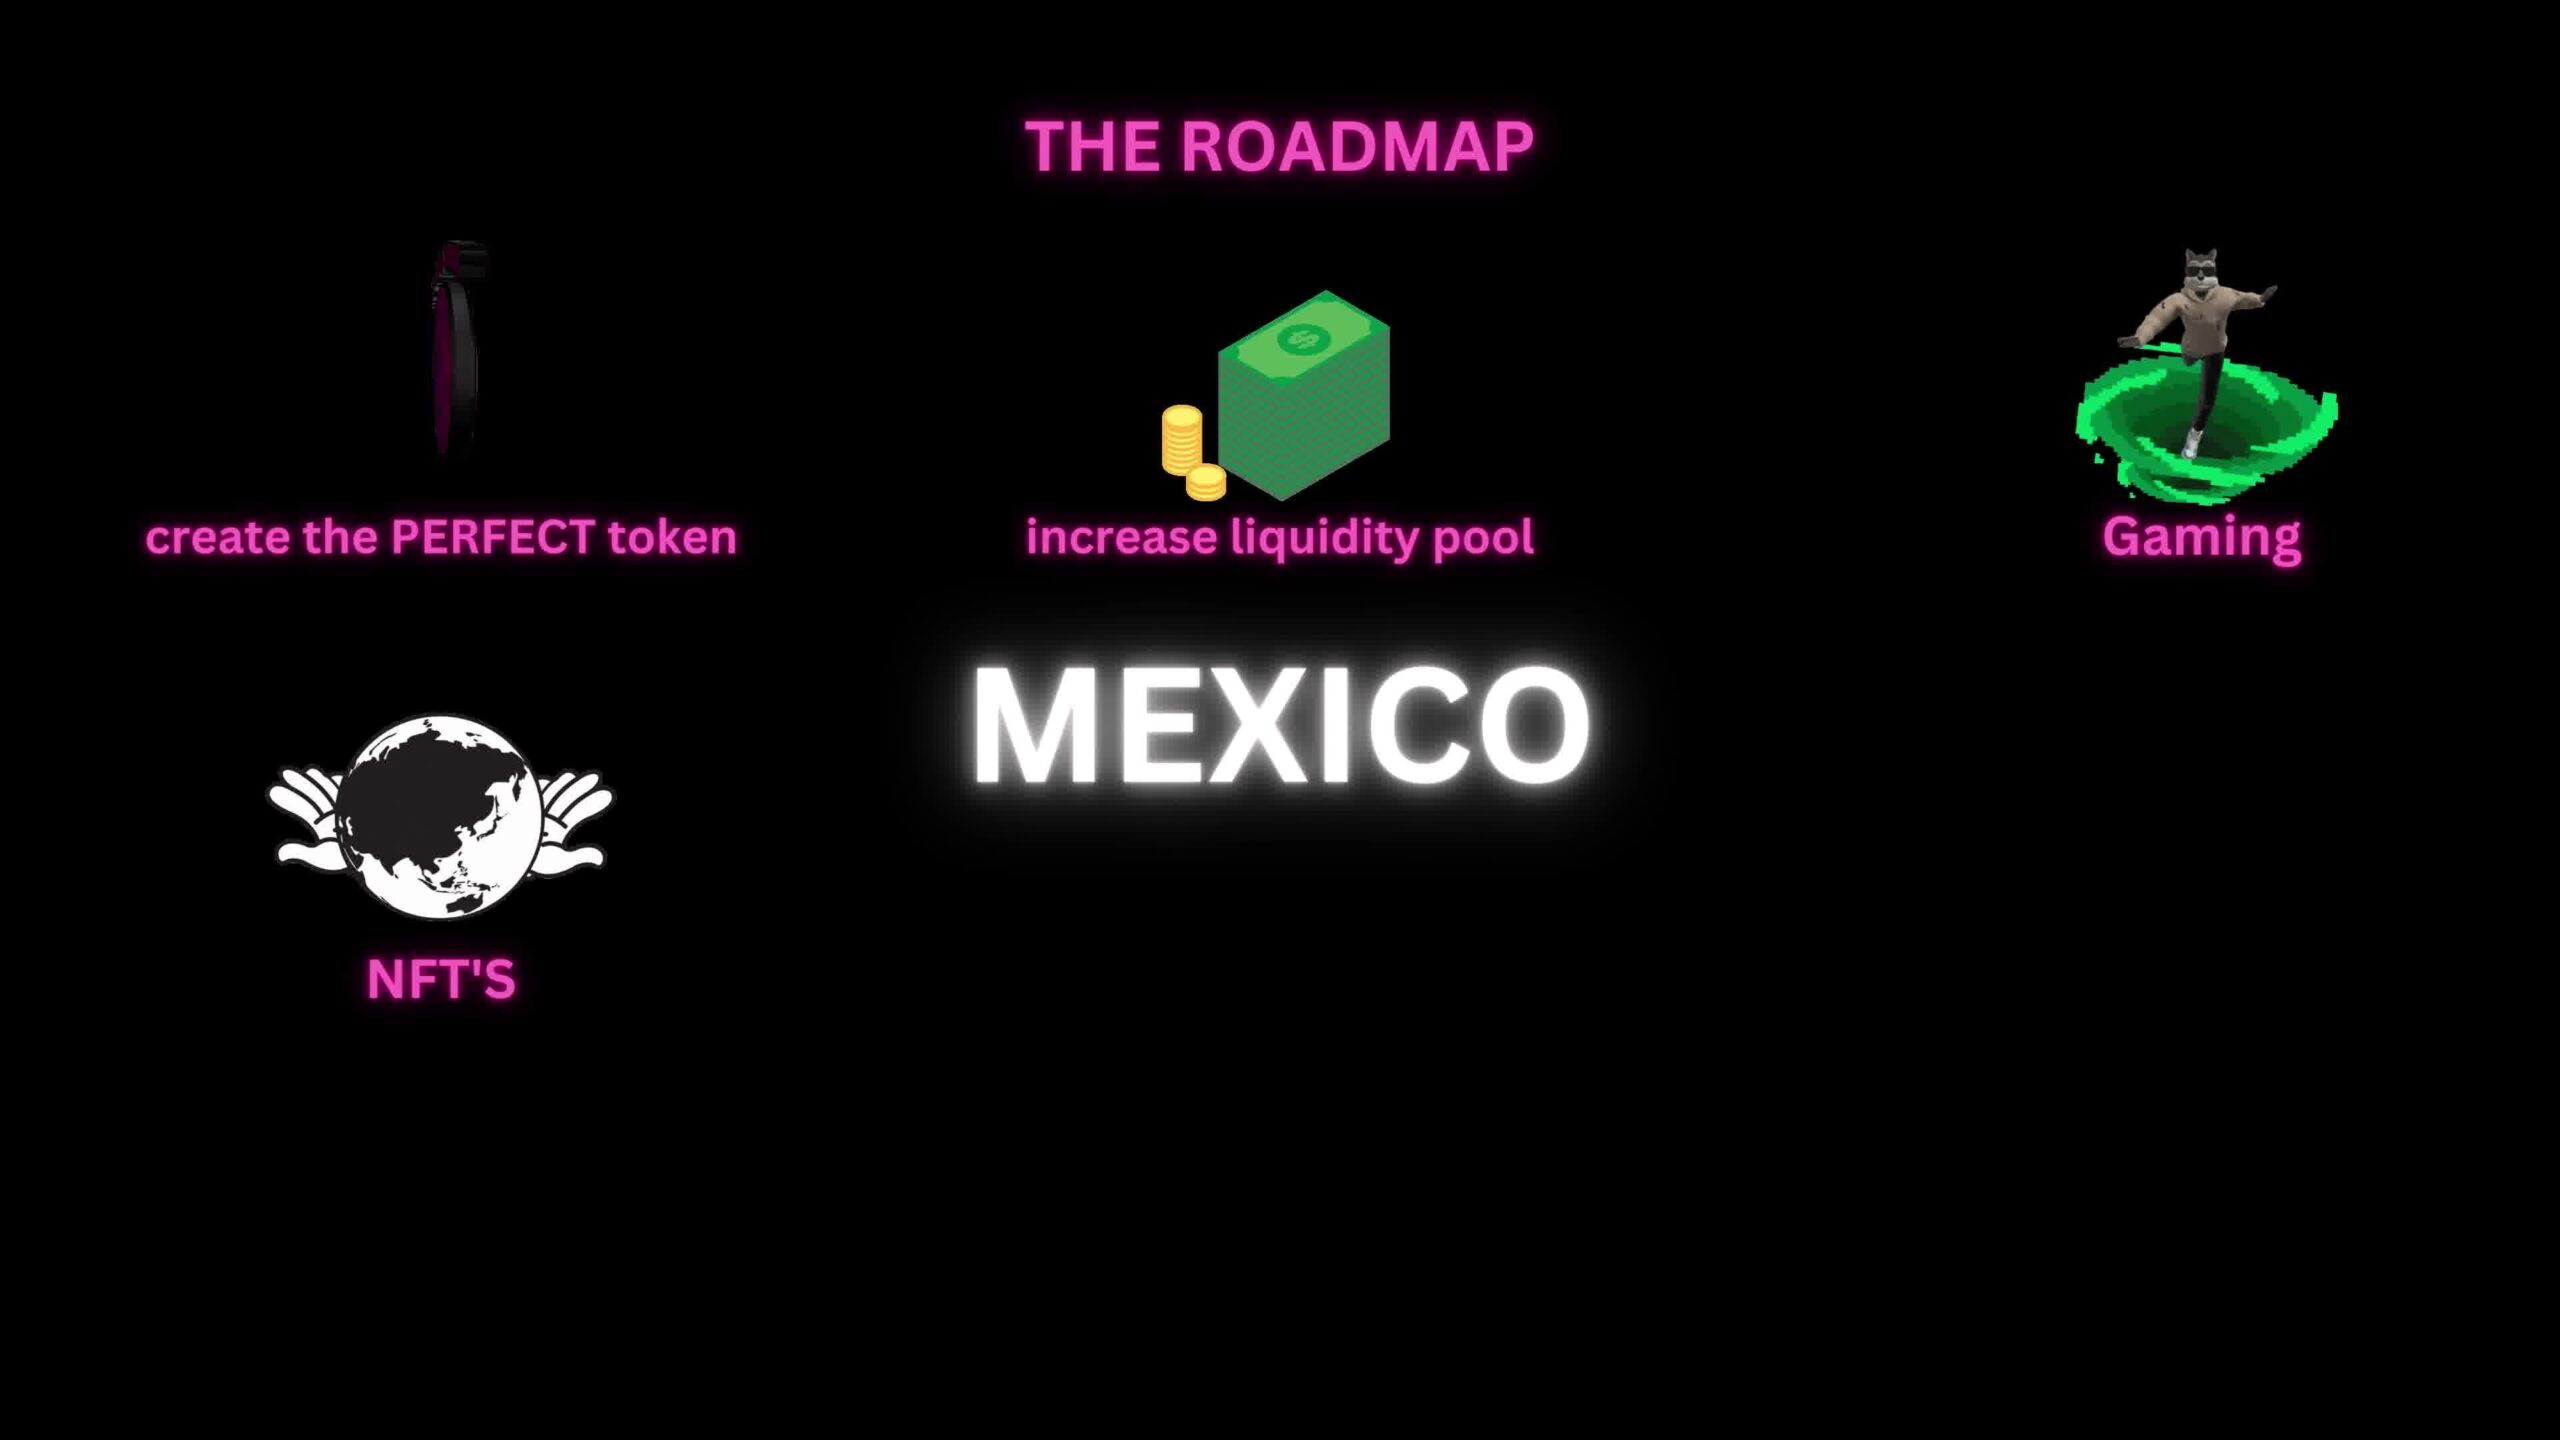 THE ROADMAP
create the PERFECT token
increase liquidity pool
Gaming
MEXICO
NFT'S